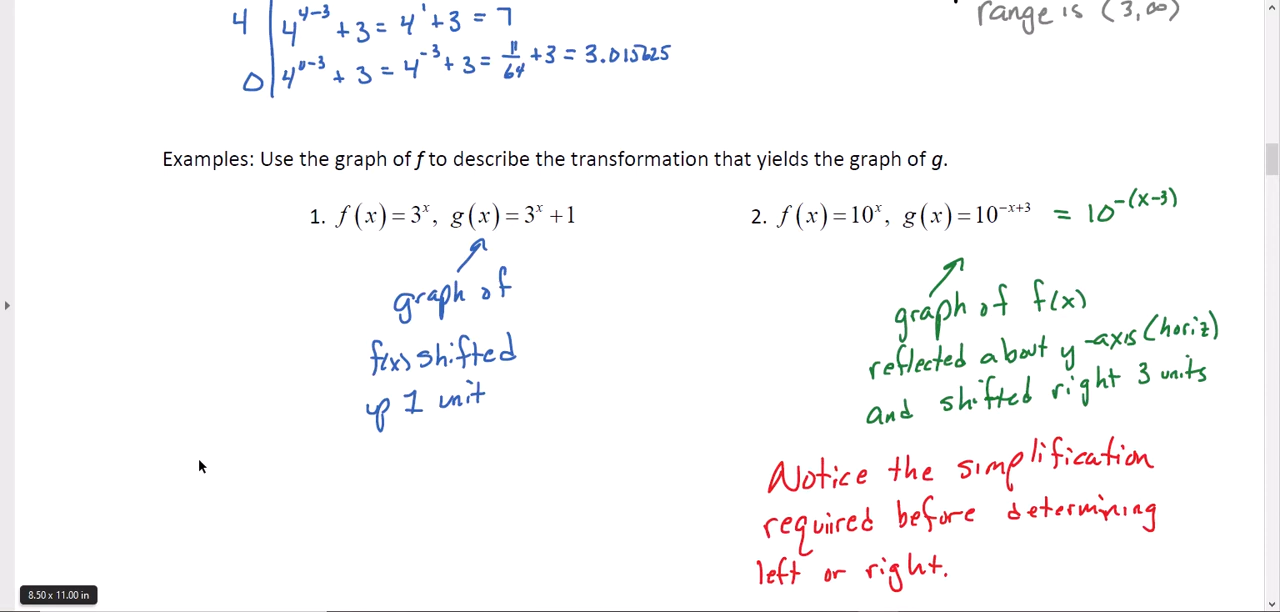 4 | 4^{4-3} + 3 = 4^1 + 3 = 7
range is (3, ∞)
0 | 4^{0-3} + 3 = 4^{-3} + 3 = 1/64 + 3 = 3.015625
Examples: Use the graph of f to describe the transformation that yields the graph of g.
1. f(x) = 3^x, g(x) = 3^x + 1
graph of
f(x) shifted
up 1 unit
2. f(x) = 10^x, g(x) = 10^{-x+3} = 10^{-(x-3)}
graph of f(x)
reflected about y-axis (horiz)
and shifted right 3 units
Notice the simplification
required before determining
left or right.
8.50 x 11.00 in